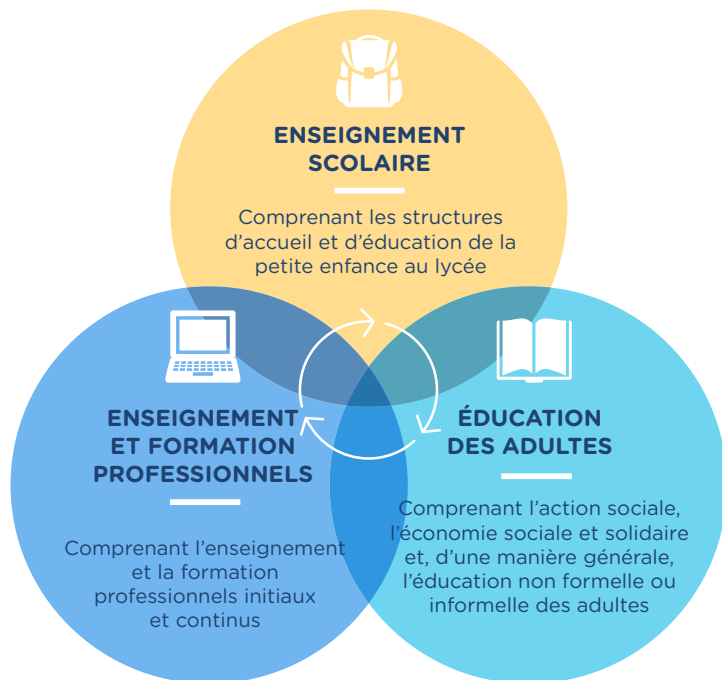 ENSEIGNEMENT
SCOLAIRE
Comprenant les structures
d’accueil et d’éducation de la
petite enfance au lycée
ENSEIGNEMENT
ET FORMATION
PROFESSIONNELS
Comprenant l’enseignement
et la formation
professionnels initiaux
et continus
ÉDUCATION
DES ADULTES
Comprenant l’action sociale,
l’économie sociale et solidaire
et, d’une manière générale,
l’éducation non formelle ou
informelle des adultes